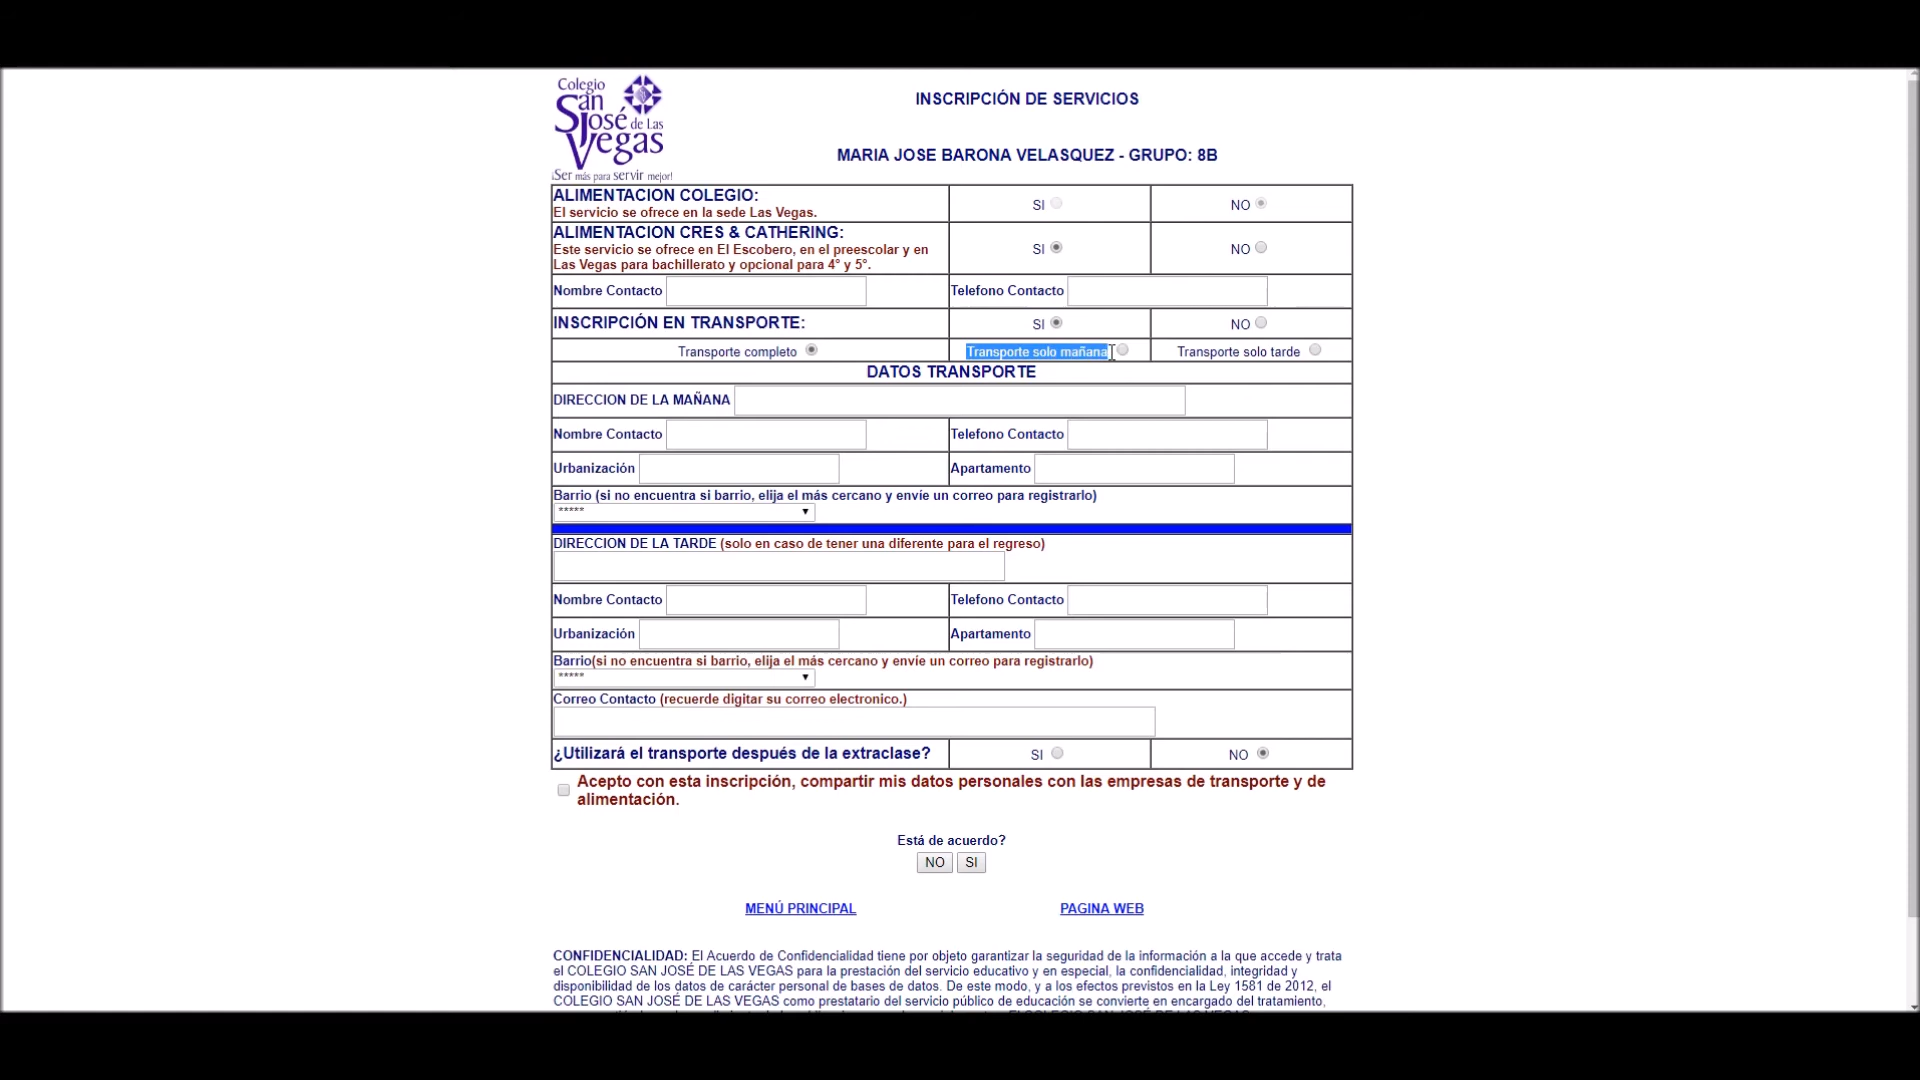 Colegio
San
José de Las
Vegas
¡Ser más para servir mejor!
INSCRIPCIÓN DE SERVICIOS
MARIA JOSE BARONA VELASQUEZ - GRUPO: 8B
ALIMENTACION COLEGIO:
El servicio se ofrece en la sede Las Vegas.
SI
NO
ALIMENTACION CRES & CATHERING:
Este servicio se ofrece en El Escobero, en el preescolar y en
Las Vegas para bachillerato y opcional para 4° y 5°.
SI
NO
Nombre Contacto
Telefono Contacto
INSCRIPCIÓN EN TRANSPORTE:
SI
NO
Transporte completo
Transporte solo mañana
Transporte solo tarde
DATOS TRANSPORTE
DIRECCION DE LA MAÑANA
Nombre Contacto
Telefono Contacto
Urbanización
Apartamento
Barrio (si no encuentra si barrio, elija el más cercano y envíe un correo para registrarlo)
*****
DIRECCION DE LA TARDE (solo en caso de tener una diferente para el regreso)
Nombre Contacto
Telefono Contacto
Urbanización
Apartamento
Barrio(si no encuentra si barrio, elija el más cercano y envíe un correo para registrarlo)
*****
Correo Contacto (recuerde digitar su correo electronico.)
¿Utilizará el transporte después de la extraclase?
SI
NO
Acepto con esta inscripción, compartir mis datos personales con las empresas de transporte y de
alimentación.
Está de acuerdo?
NO
SI
MENÚ PRINCIPAL
PAGINA WEB
CONFIDENCIALIDAD: El Acuerdo de Confidencialidad tiene por objeto garantizar la seguridad de la información a la que accede y trata
el COLEGIO SAN JOSÉ DE LAS VEGAS para la prestación del servicio educativo y en especial, la confidencialidad, integridad y
disponibilidad de los datos de carácter personal de bases de datos. De este modo, y a los efectos previstos en la Ley 1581 de 2012, el
COLEGIO SAN JOSÉ DE LAS VEGAS como prestatario del servicio público de educación se convierte en encargado del tratamiento,